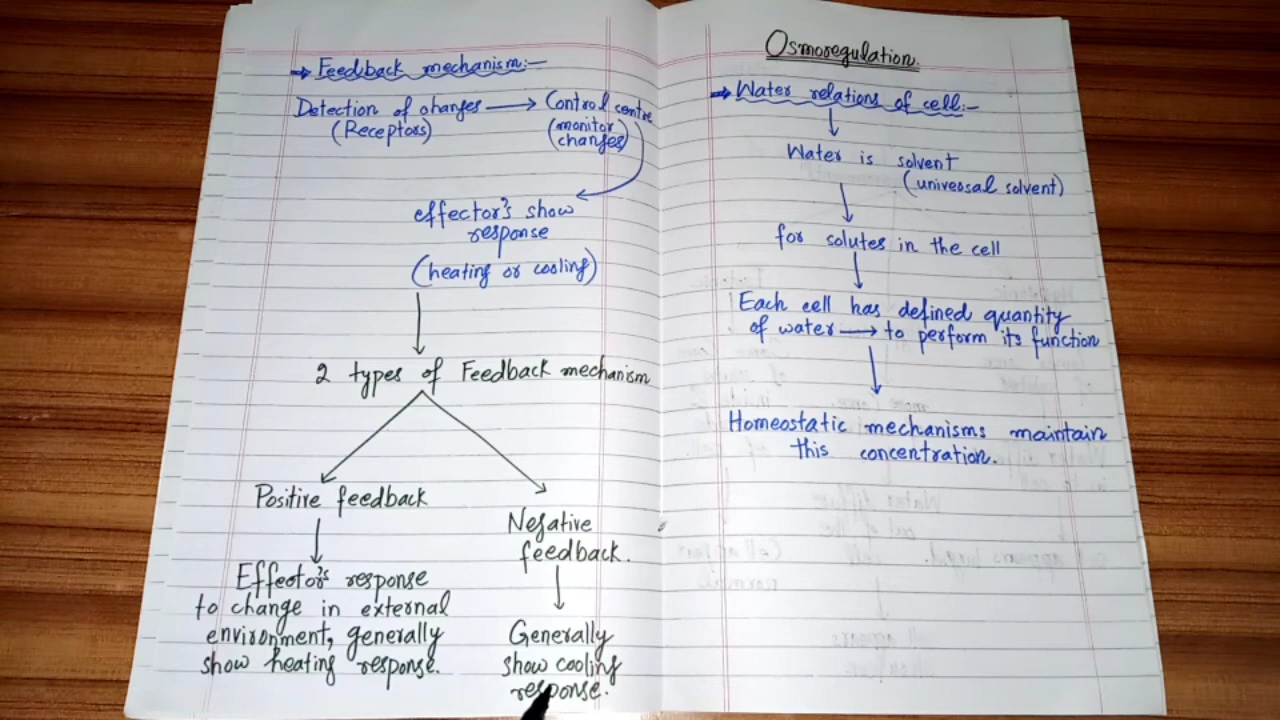 → Feedback mechanism:-
Detection of changes → Control centre
(Receptors) (monitor
changes)
effector's show
response
(heating or cooling)
2 types of Feedback mechanism
Positive feedback
Effector's response
to change in external
environment, generally
show heating response.
Negative
feedback.
Generally
show cooling
response.
Osmoregulation
→ Water relations of cell:-
Water is solvent
(universal solvent)
for solutes in the cell
Each cell has defined quantity
of water → to perform its function
Homeostatic mechanisms maintain
this concentration.